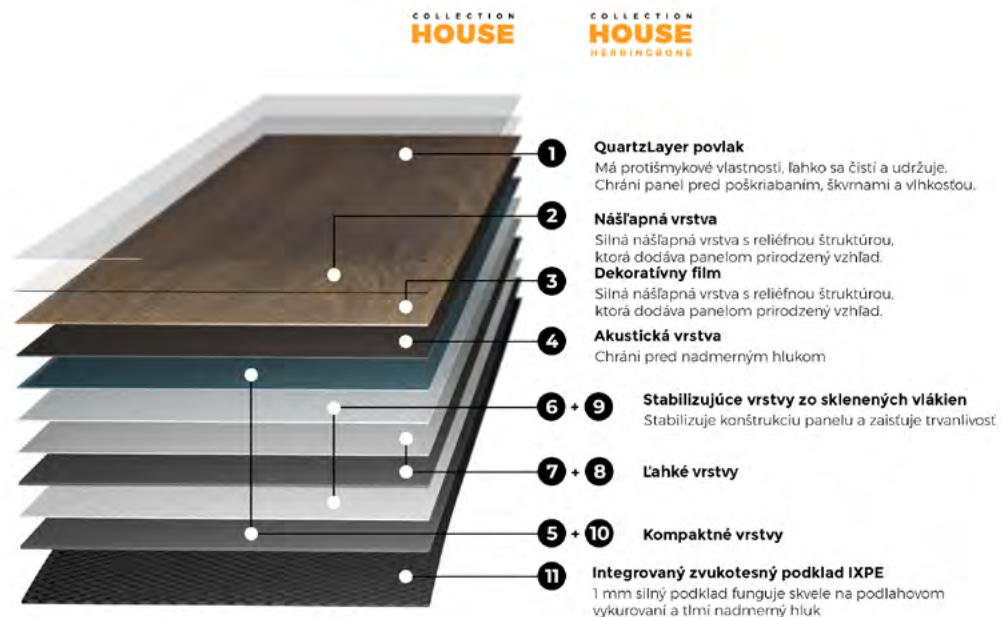 COLLECTION
HOUSE
COLLECTION
HOUSE
HERRINGBONE
1
QuartzLayer povlak
Má protišmykové vlastnosti, ľahko sa čistí a udržuje.
Chráni panel pred poškriabaním, škvrnami a vlhkosťou.
2
Nášľapná vrstva
Silná nášľapná vrstva s reliéfnou štruktúrou,
ktorá dodáva panelom prirodzený vzhľad.
3
Dekoratívny film
Silná nášľapná vrstva s reliéfnou štruktúrou,
ktorá dodáva panelom prirodzený vzhľad.
4
Akustická vrstva
Chráni pred nadmerným hlukom
6 + 9
Stabilizujúce vrstvy zo sklenených vlákien
Stabilizuje konštrukciu panelu a zaisťuje trvanlivosť
7 + 8
Ľahké vrstvy
5 + 10
Kompaktné vrstvy
11
Integrovaný zvukotesný podklad IXPE
1 mm silný podklad funguje skvele na podlahovom
vykurovaní a tlmí nadmerný hluk